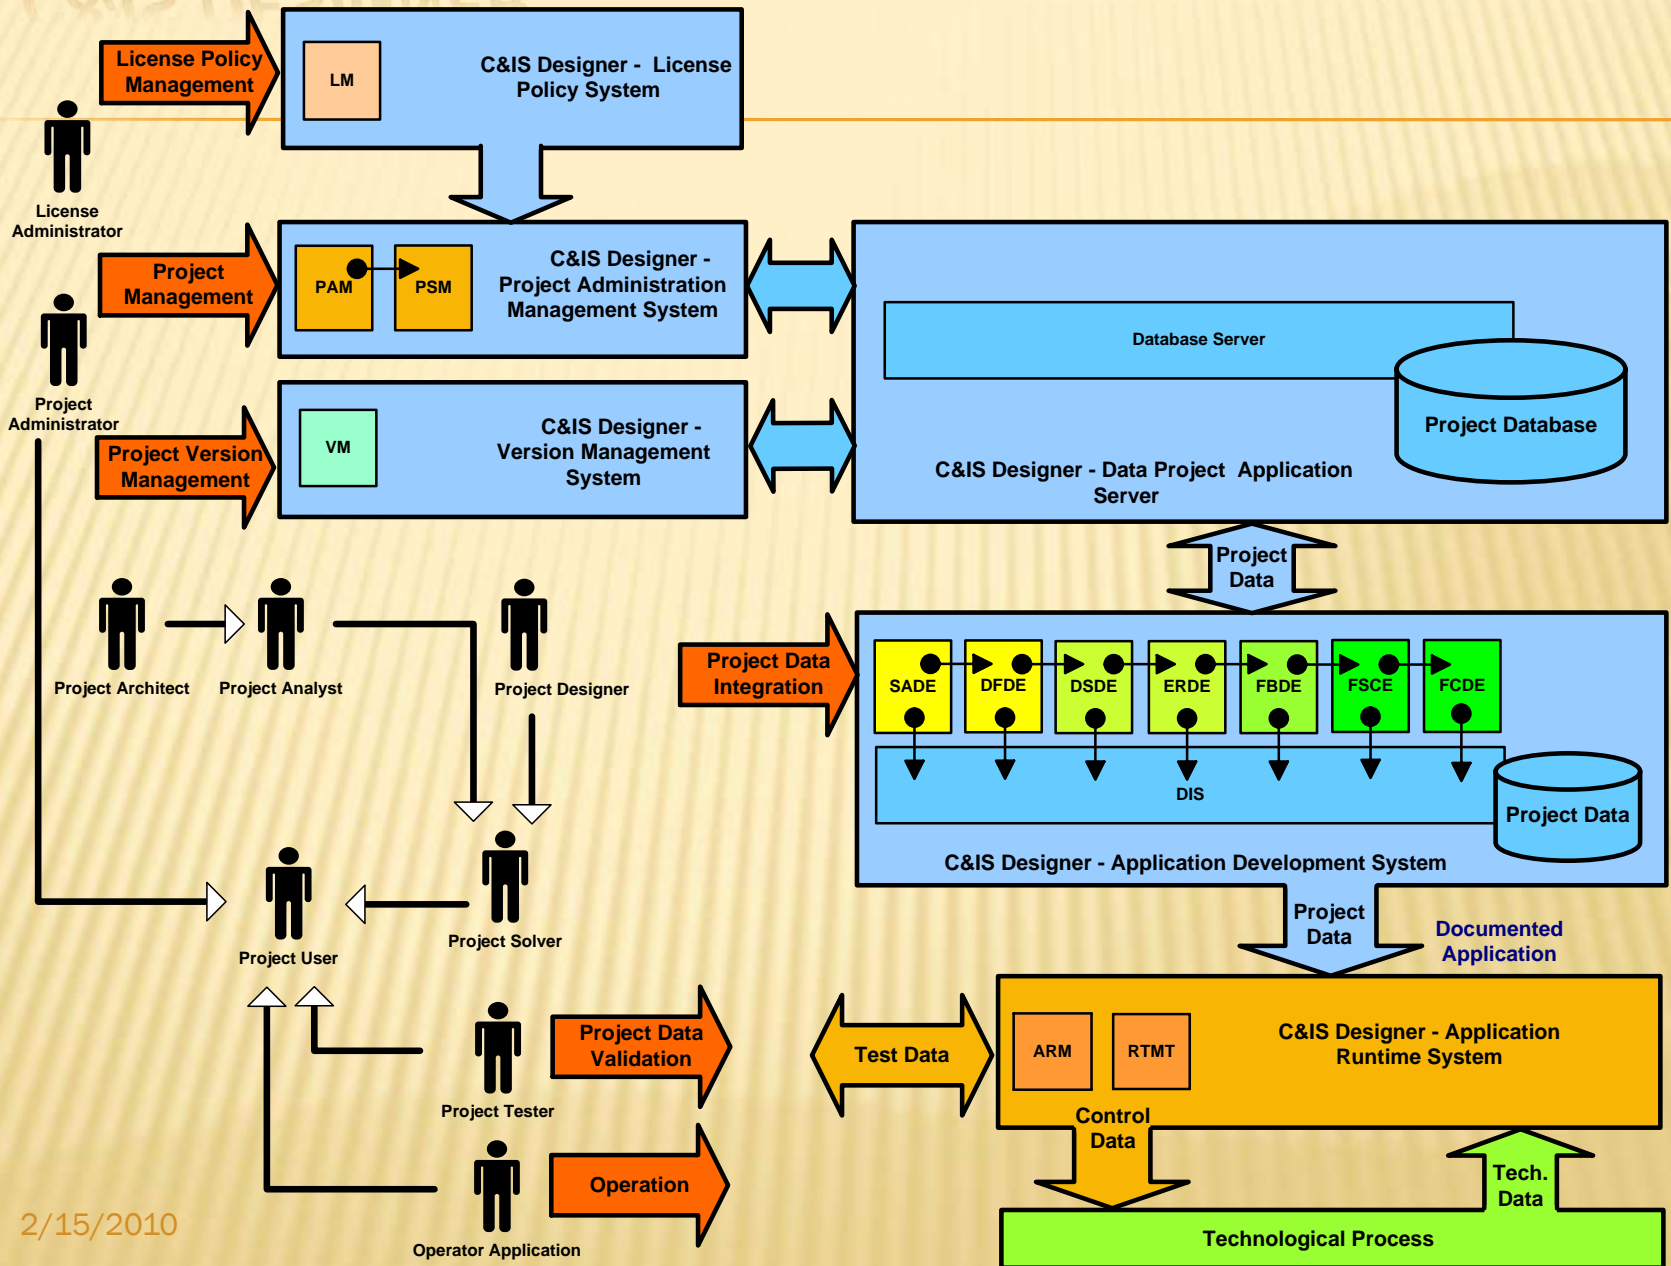 C&IS DESIGNER
License Policy
Management
LM
C&IS Designer - License
Policy System
License
Administrator
Project
Management
PAM
PSM
C&IS Designer -
Project Administration
Management System
Database Server
Project Database
C&IS Designer - Data Project Application
Server
Project
Administrator
Project Version
Management
VM
C&IS Designer -
Version Management
System
Project
Data
Project Architect
Project Analyst
Project Designer
Project Data
Integration
SADE
DFDE
DSDE
ERDE
FBDE
FSCE
FCDE
DIS
Project Data
C&IS Designer - Application Development System
Project
Data
Documented
Application
Project User
Project Solver
Project Tester
Project Data
Validation
Test Data
ARM
RTMT
C&IS Designer - Application
Runtime System
Control
Data
Tech.
Data
Operation
Operator Application
Technological Process
2/15/2010